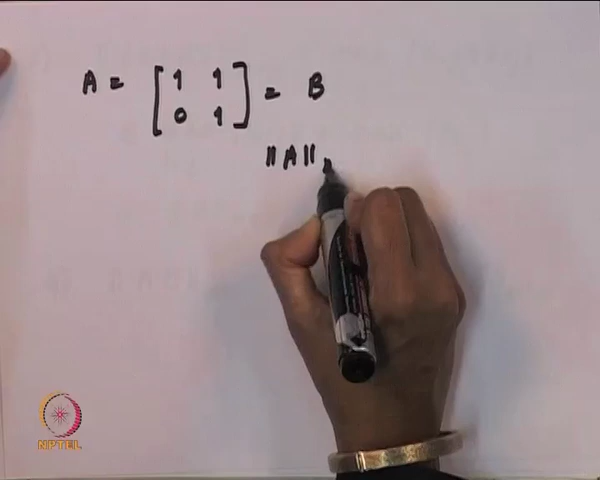 A = [ 1 1 ] = B
[ 0 1 ]
||A||
NPTEL